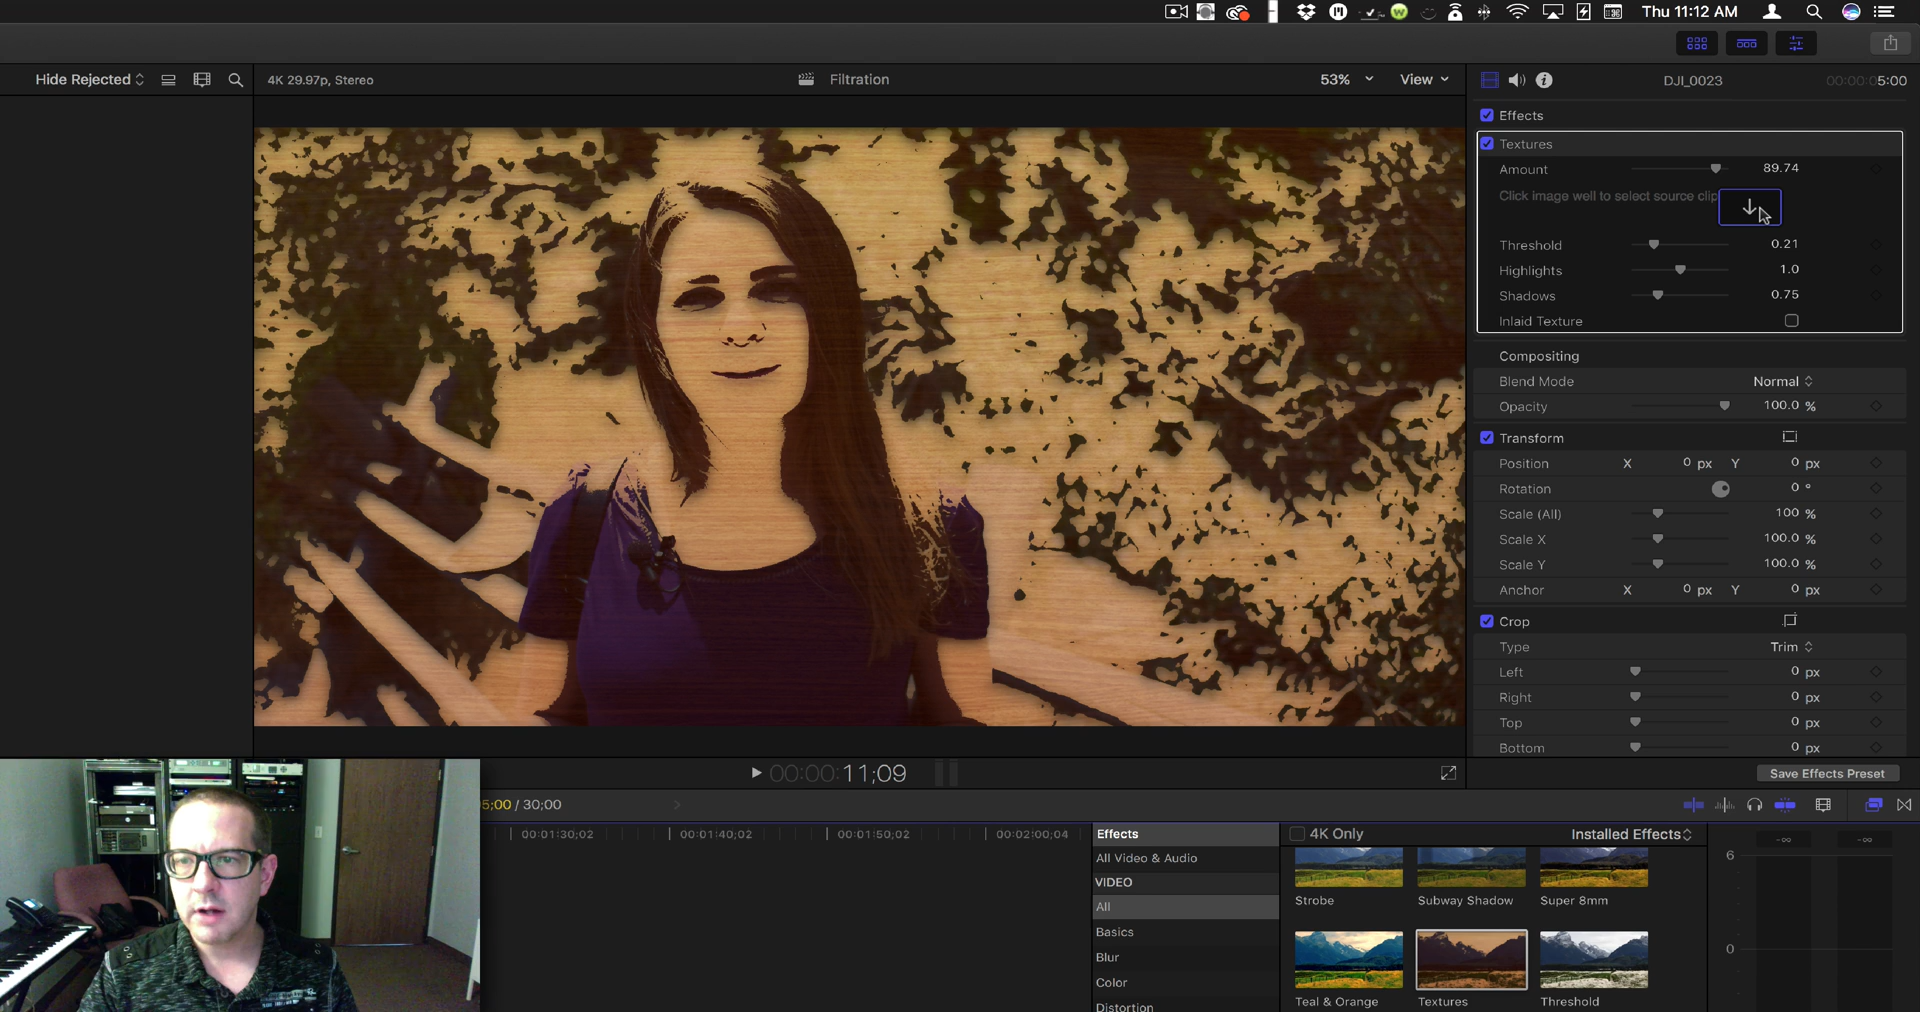 Thu 11:12 AM
Hide Rejected
4K 29.97p, Stereo
Filtration
53%
View
DJI_0023
00:00:05:00
Effects
Textures
Amount 89.74
Click image well to select source clip
Threshold 0.21
Highlights 1.0
Shadows 0.75
Inlaid Texture
Compositing
Blend Mode Normal
Opacity 100.0 %
Transform
Position X 0 px Y 0 px
Rotation 0 °
Scale (All) 100 %
Scale X 100.0 %
Scale Y 100.0 %
Anchor X 0 px Y 0 px
Crop
Type Trim
Left 0 px
Right 0 px
Top 0 px
Bottom 0 px
Save Effects Preset
00:00:11;09
5;00 / 30;00
00:01:30;02 00:01:40;02 00:01:50;02 00:02:00;04
Effects
4K Only
Installed Effects
All Video & Audio
VIDEO
All
Basics
Blur
Color
Distortion
Strobe
Subway Shadow
Super 8mm
Teal & Orange
Textures
Threshold
-∞ -∞
6
0